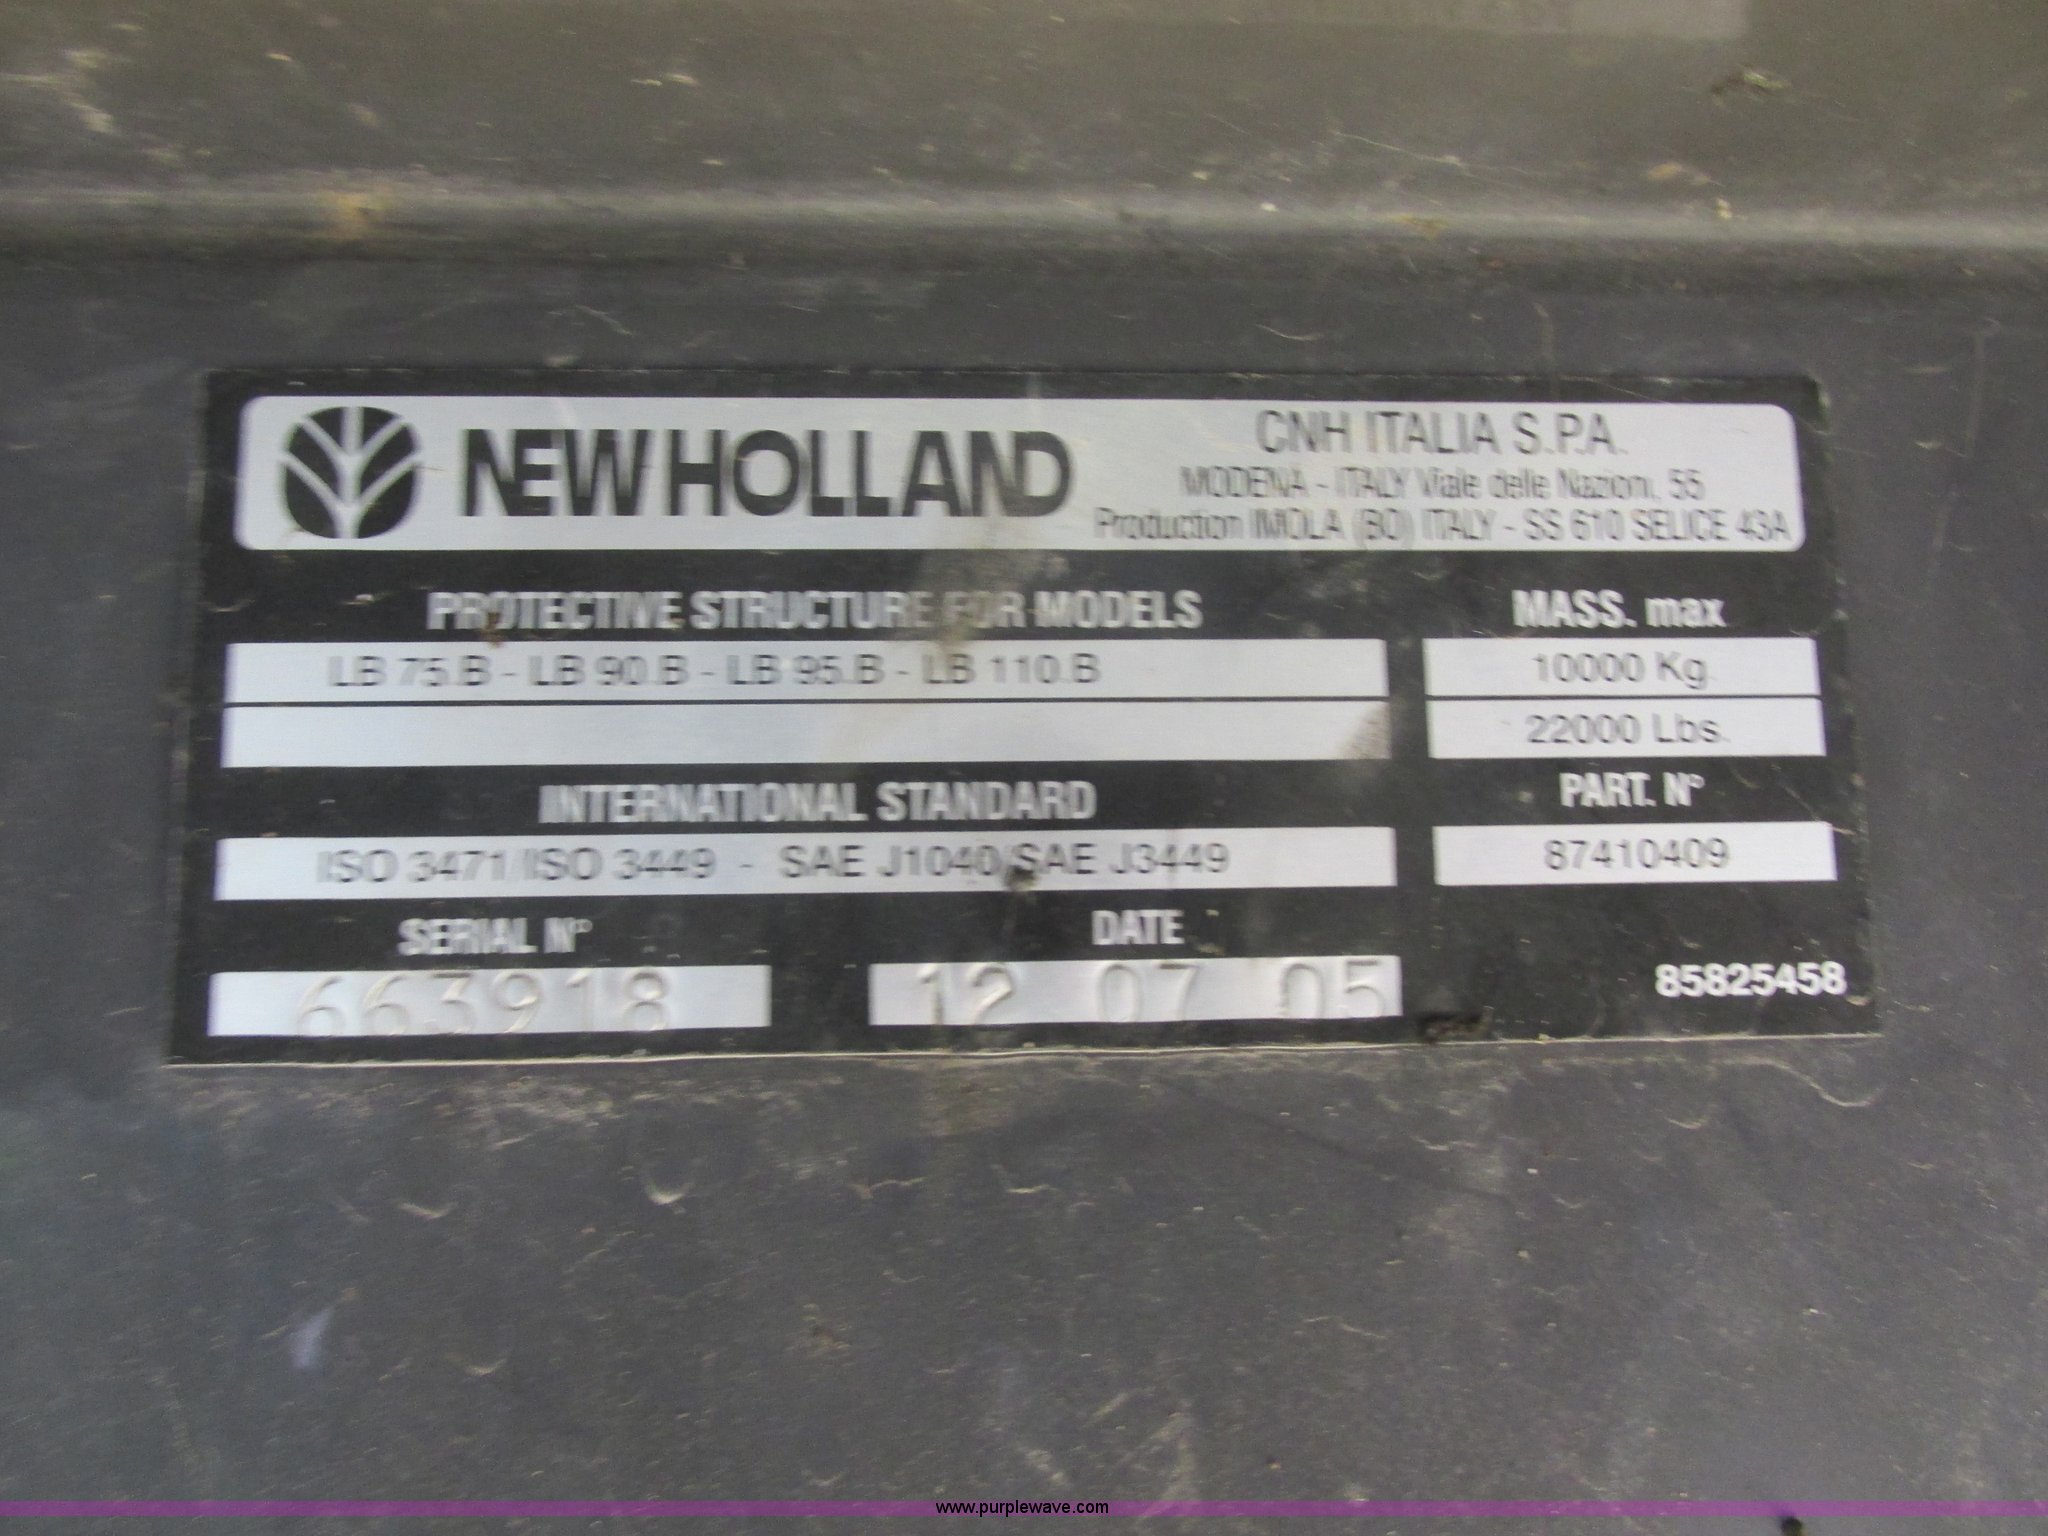 NEW HOLLAND
CNH ITALIA S.P.A.
MODENA - ITALY Viale delle Nazioni, 55
Production IMOLA (BO) ITALY - SS 610 SELICE 43A
PROTECTIVE STRUCTURE FOR MODELS
LB 75.B - LB 90.B - LB 95.B - LB 110.B
MASS. max
10000 Kg.
22000 Lbs.
INTERNATIONAL STANDARD
ISO 3471/ISO 3449 - SAE J1040/SAE J3449
PART. N°
87410409
SERIAL N°
663918
DATE
12 07 05
85825458
www.purplewave.com